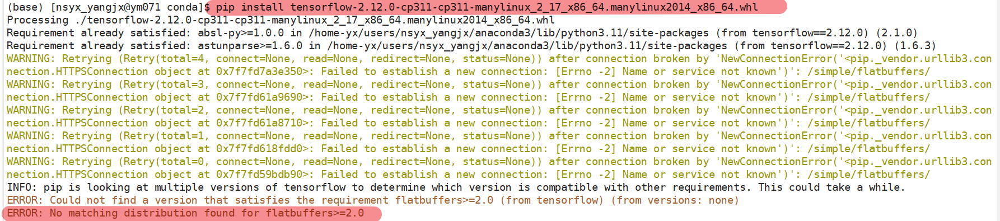 (base) [nsyx_yangjx@ym071 conda]$ pip install tensorflow-2.12.0-cp311-cp311-manylinux_2_17_x86_64.manylinux2014_x86_64.whl
Processing ./tensorflow-2.12.0-cp311-cp311-manylinux_2_17_x86_64.manylinux2014_x86_64.whl
Requirement already satisfied: absl-py>=1.0.0 in /home-yx/users/nsyx_yangjx/anaconda3/lib/python3.11/site-packages (from tensorflow==2.12.0) (2.1.0)
Requirement already satisfied: astunparse>=1.6.0 in /home-yx/users/nsyx_yangjx/anaconda3/lib/python3.11/site-packages (from tensorflow==2.12.0) (1.6.3)
WARNING: Retrying (Retry(total=4, connect=None, read=None, redirect=None, status=None)) after connection broken by 'NewConnectionError('<pip._vendor.urllib3.con
nection.HTTPSConnection object at 0x7f7fd7a3e350>: Failed to establish a new connection: [Errno -2] Name or service not known')': /simple/flatbuffers/
WARNING: Retrying (Retry(total=3, connect=None, read=None, redirect=None, status=None)) after connection broken by 'NewConnectionError('<pip._vendor.urllib3.con
nection.HTTPSConnection object at 0x7f7fd61a9690>: Failed to establish a new connection: [Errno -2] Name or service not known')': /simple/flatbuffers/
WARNING: Retrying (Retry(total=2, connect=None, read=None, redirect=None, status=None)) after connection broken by 'NewConnectionError('<pip._vendor.urllib3.con
nection.HTTPSConnection object at 0x7f7fd61a8710>: Failed to establish a new connection: [Errno -2] Name or service not known')': /simple/flatbuffers/
WARNING: Retrying (Retry(total=1, connect=None, read=None, redirect=None, status=None)) after connection broken by 'NewConnectionError('<pip._vendor.urllib3.con
nection.HTTPSConnection object at 0x7f7fd618fdd0>: Failed to establish a new connection: [Errno -2] Name or service not known')': /simple/flatbuffers/
WARNING: Retrying (Retry(total=0, connect=None, read=None, redirect=None, status=None)) after connection broken by 'NewConnectionError('<pip._vendor.urllib3.con
nection.HTTPSConnection object at 0x7f7fd59bdb90>: Failed to establish a new connection: [Errno -2] Name or service not known')': /simple/flatbuffers/
INFO: pip is looking at multiple versions of tensorflow to determine which version is compatible with other requirements. This could take a while.
ERROR: Could not find a version that satisfies the requirement flatbuffers>=2.0 (from tensorflow) (from versions: none)
ERROR: No matching distribution found for flatbuffers>=2.0